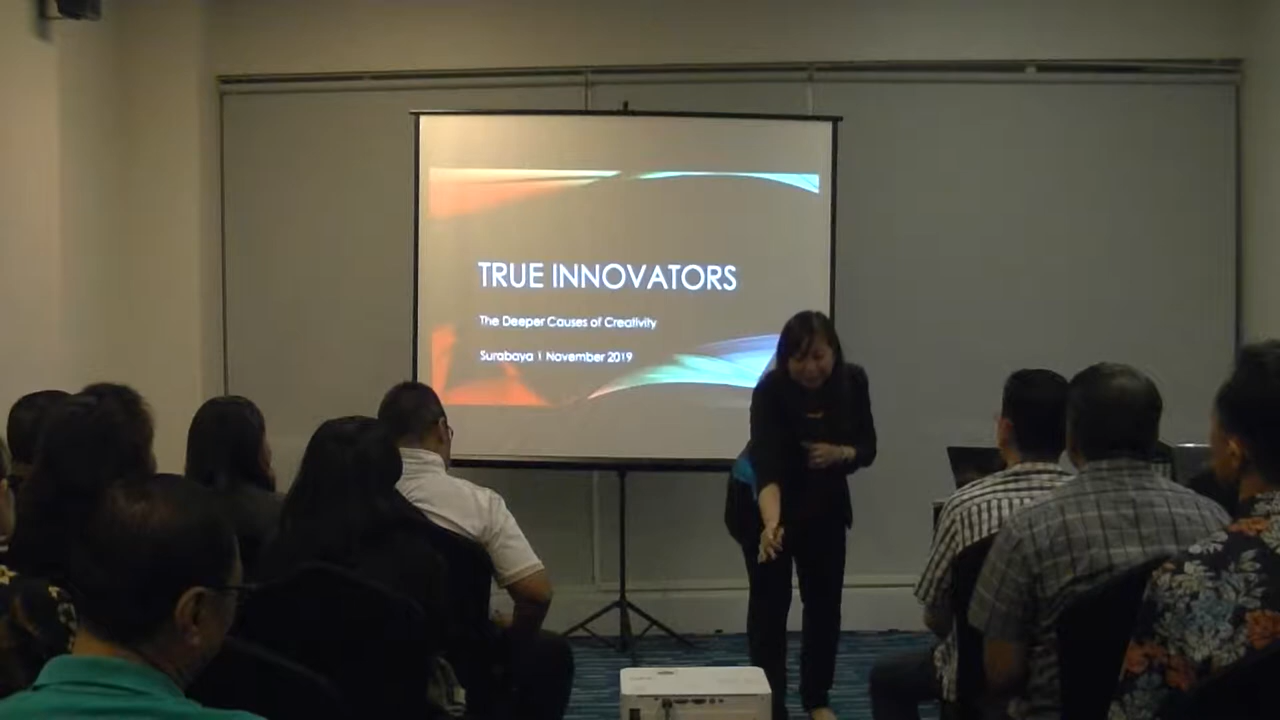 TRUE INNOVATORS
The Deeper Causes of Creativity
Surabaya 1 November 2019